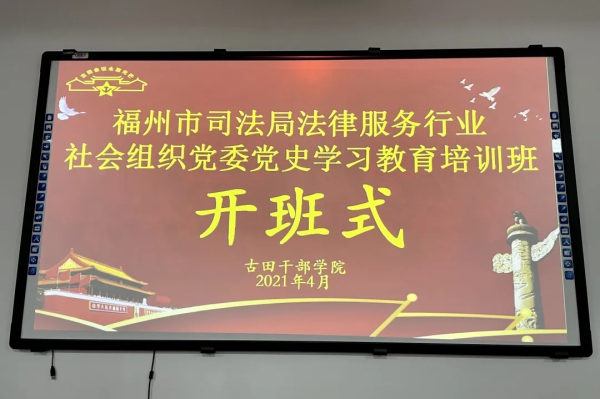 福州市司法局法律服务行业
社会组织党委党史学习教育培训班
开班式
古田干部学院
2021年4月